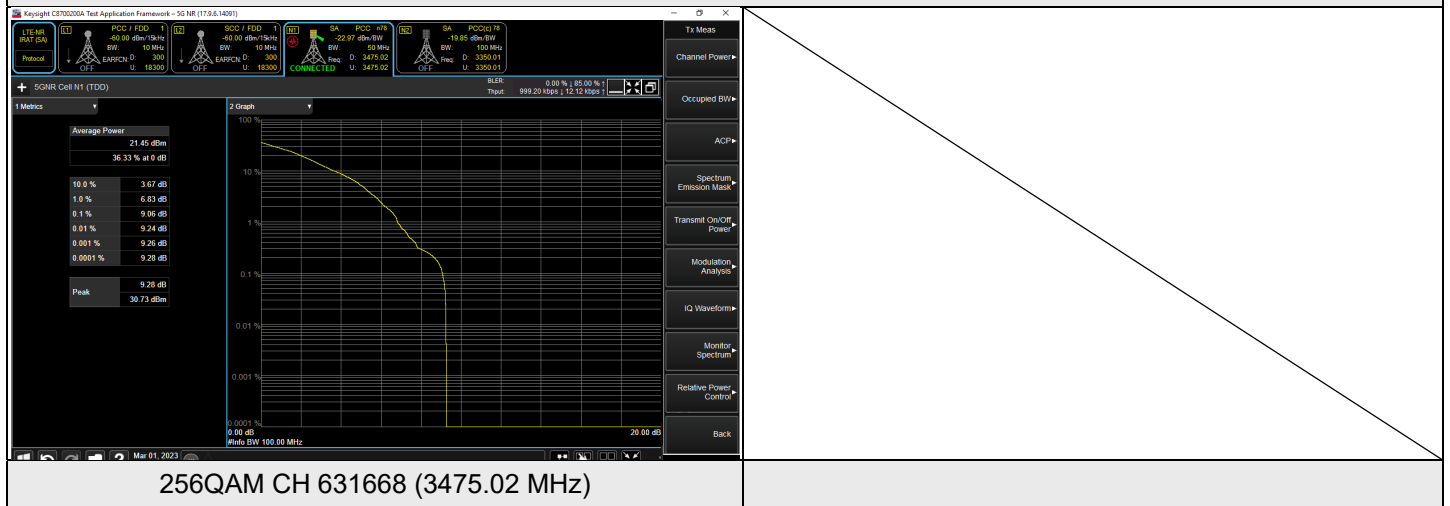 Keysight C8700200A Test Application Framework – 5G NR (17.9.6.14091)
LTE-NR
IRAT (SA)
Protocol
L1 PCC / FDD 1
-60.00 dBm/15kHz
BW: 10 MHz
EARFCN: D: 300
OFF U: 18300
L2 SCC / FDD 1
-60.00 dBm/15kHz
BW: 10 MHz
EARFCN: D: 300
OFF U: 18300
N1 SA PCC n78
-22.97 dBm/BW
BW: 50 MHz
Freq: D: 3475.02
CONNECTED U: 3475.02
N2 SA PCC(c) 78
-19.85 dBm/BW
BW: 100 MHz
Freq: D: 3350.01
OFF U: 3350.01
5GNR Cell N1 (TDD)
BLER: 0.00 % ↓ 85.00 % ↑
Thput: 999.20 kbps ↓ 12.12 kbps ↑
1 Metrics
Average Power
21.45 dBm
36.33 % at 0 dB
10.0 % 3.67 dB
1.0 % 6.83 dB
0.1 % 9.06 dB
0.01 % 9.24 dB
0.001 % 9.26 dB
0.0001 % 9.28 dB
Peak 9.28 dB
30.73 dBm
2 Graph
100 %
10 %
1 %
0.1 %
0.01 %
0.001 %
0.0001 %
0.00 dB 20.00 dB
#Info BW 100.00 MHz
Tx Meas
Channel Power
Occupied BW
ACP
Spectrum
Emission Mask
Transmit On/Off
Power
Modulation
Analysis
IQ Waveform
Monitor
Spectrum
Relative Power
Control
Back
Mar 01, 2023
256QAM CH 631668 (3475.02 MHz)